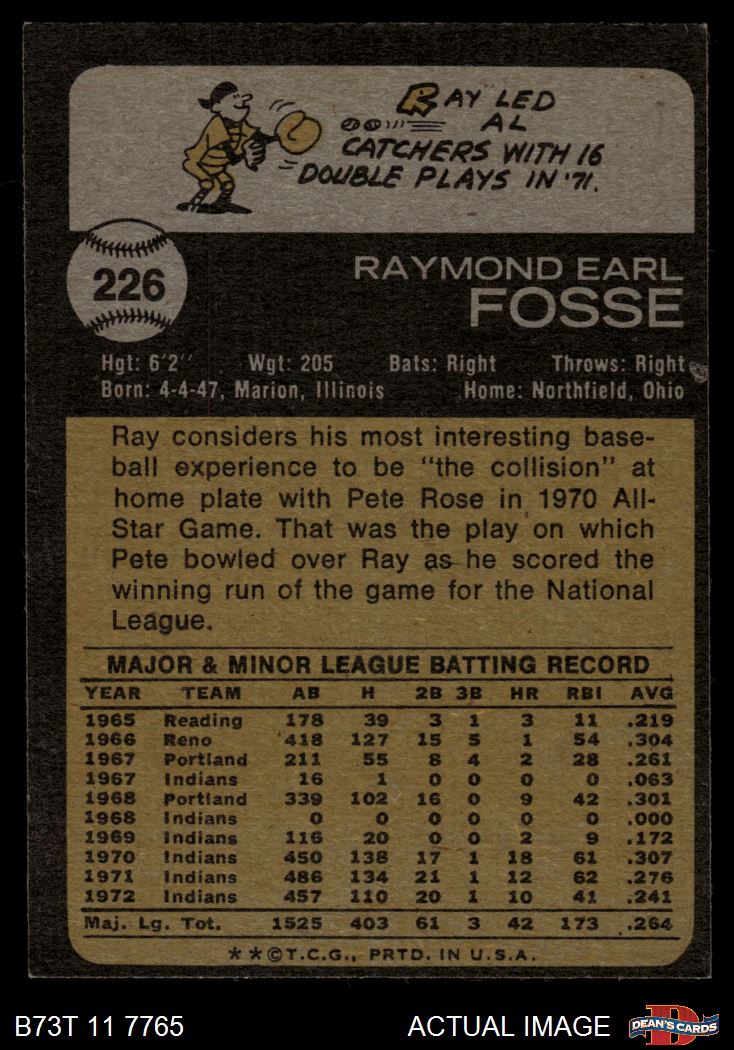 RAY LED
AL
CATCHERS WITH 16
DOUBLE PLAYS IN '71.
226
RAYMOND EARL
FOSSE
Hgt: 6'2" Wgt: 205 Bats: Right Throws: Right
Born: 4-4-47, Marion, Illinois Home: Northfield, Ohio
Ray considers his most interesting base-
ball experience to be "the collision" at
home plate with Pete Rose in 1970 All-
Star Game. That was the play on which
Pete bowled over Ray as he scored the
winning run of the game for the National
League.
MAJOR & MINOR LEAGUE BATTING RECORD
YEAR TEAM AB H 2B 3B HR RBI AVG
1965 Reading 178 39 3 1 3 11 .219
1966 Reno 418 127 15 5 1 54 .304
1967 Portland 211 55 8 4 2 28 .261
1967 Indians 16 1 0 0 0 0 .063
1968 Portland 339 102 16 0 9 42 .301
1968 Indians 0 0 0 0 0 0 .000
1969 Indians 116 20 0 0 2 9 .172
1970 Indians 450 138 17 1 18 61 .307
1971 Indians 486 134 21 1 12 62 .276
1972 Indians 457 110 20 1 10 41 .241
Maj. Lg. Tot. 1525 403 61 3 42 173 .264
**©T.C.G., PRTD. IN U.S.A.
B73T 11 7765 ACTUAL IMAGE DEAN'S CARDS